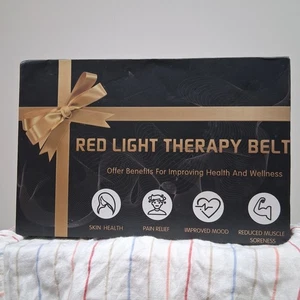 RED LIGHT THERAPY BELT
Offer Benefits For Improving Health And Wellness
SKIN HEALTH PAIN RELIEF IMPROVED MOOD REDUCED MUSCLE
SORENESS